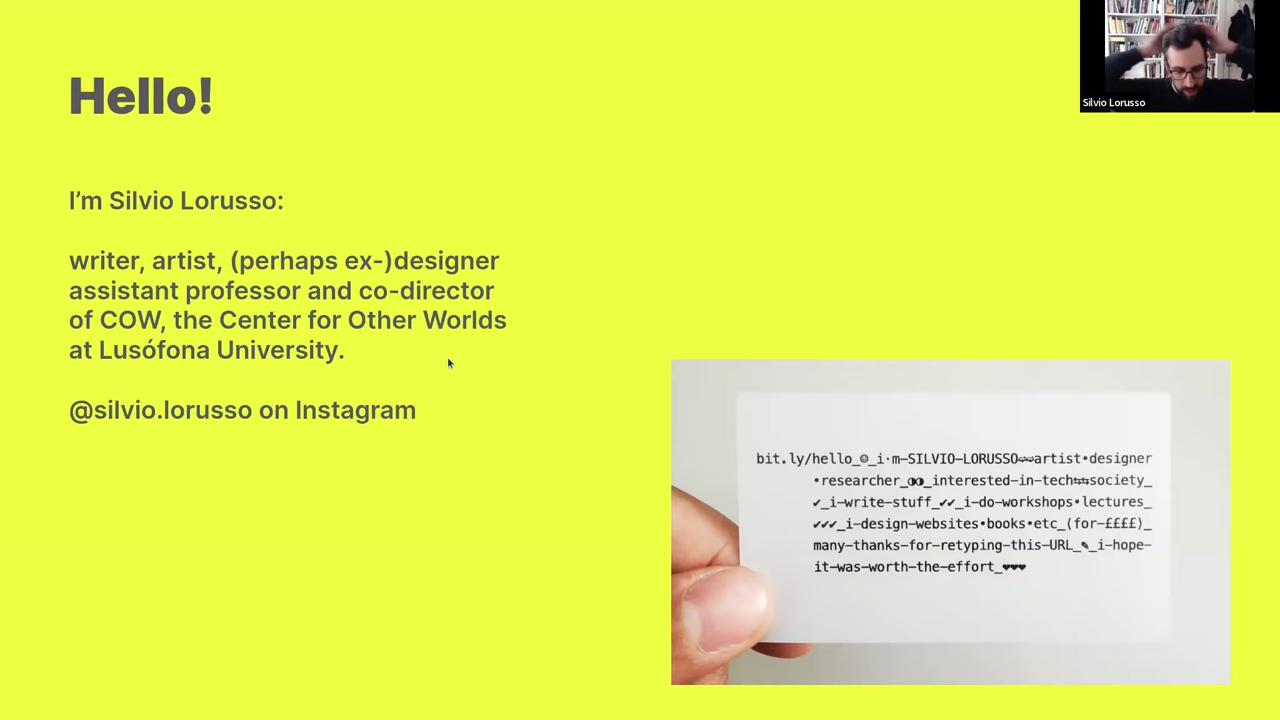 Hello!
I'm Silvio Lorusso:
writer, artist, (perhaps ex-)designer
assistant professor and co-director
of COW, the Center for Other Worlds
at Lusófona University.
@silvio.lorusso on Instagram
Silvio Lorusso
bit.ly/hello_☺_i·m—SILVIO—LORUSSO⇨⇨artist•designer
•researcher_◑◑_interested-in-tech⇆⇆society_
✔_i-write-stuff_✔✔_i-do-workshops•lectures_
✔✔✔_i-design-websites•books•etc_(for-££££)_
many-thanks-for-retyping-this-URL_✎_i-hope-
it-was-worth-the-effort_♥♥♥